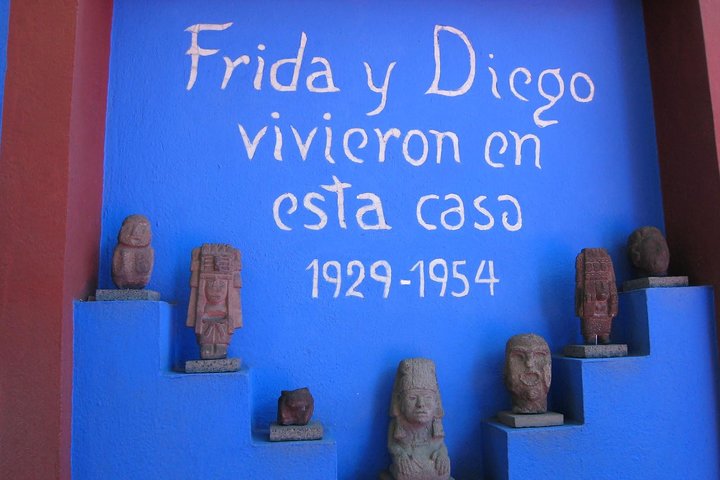 Frida y Diego
vivieron en
esta casa
1929-1954